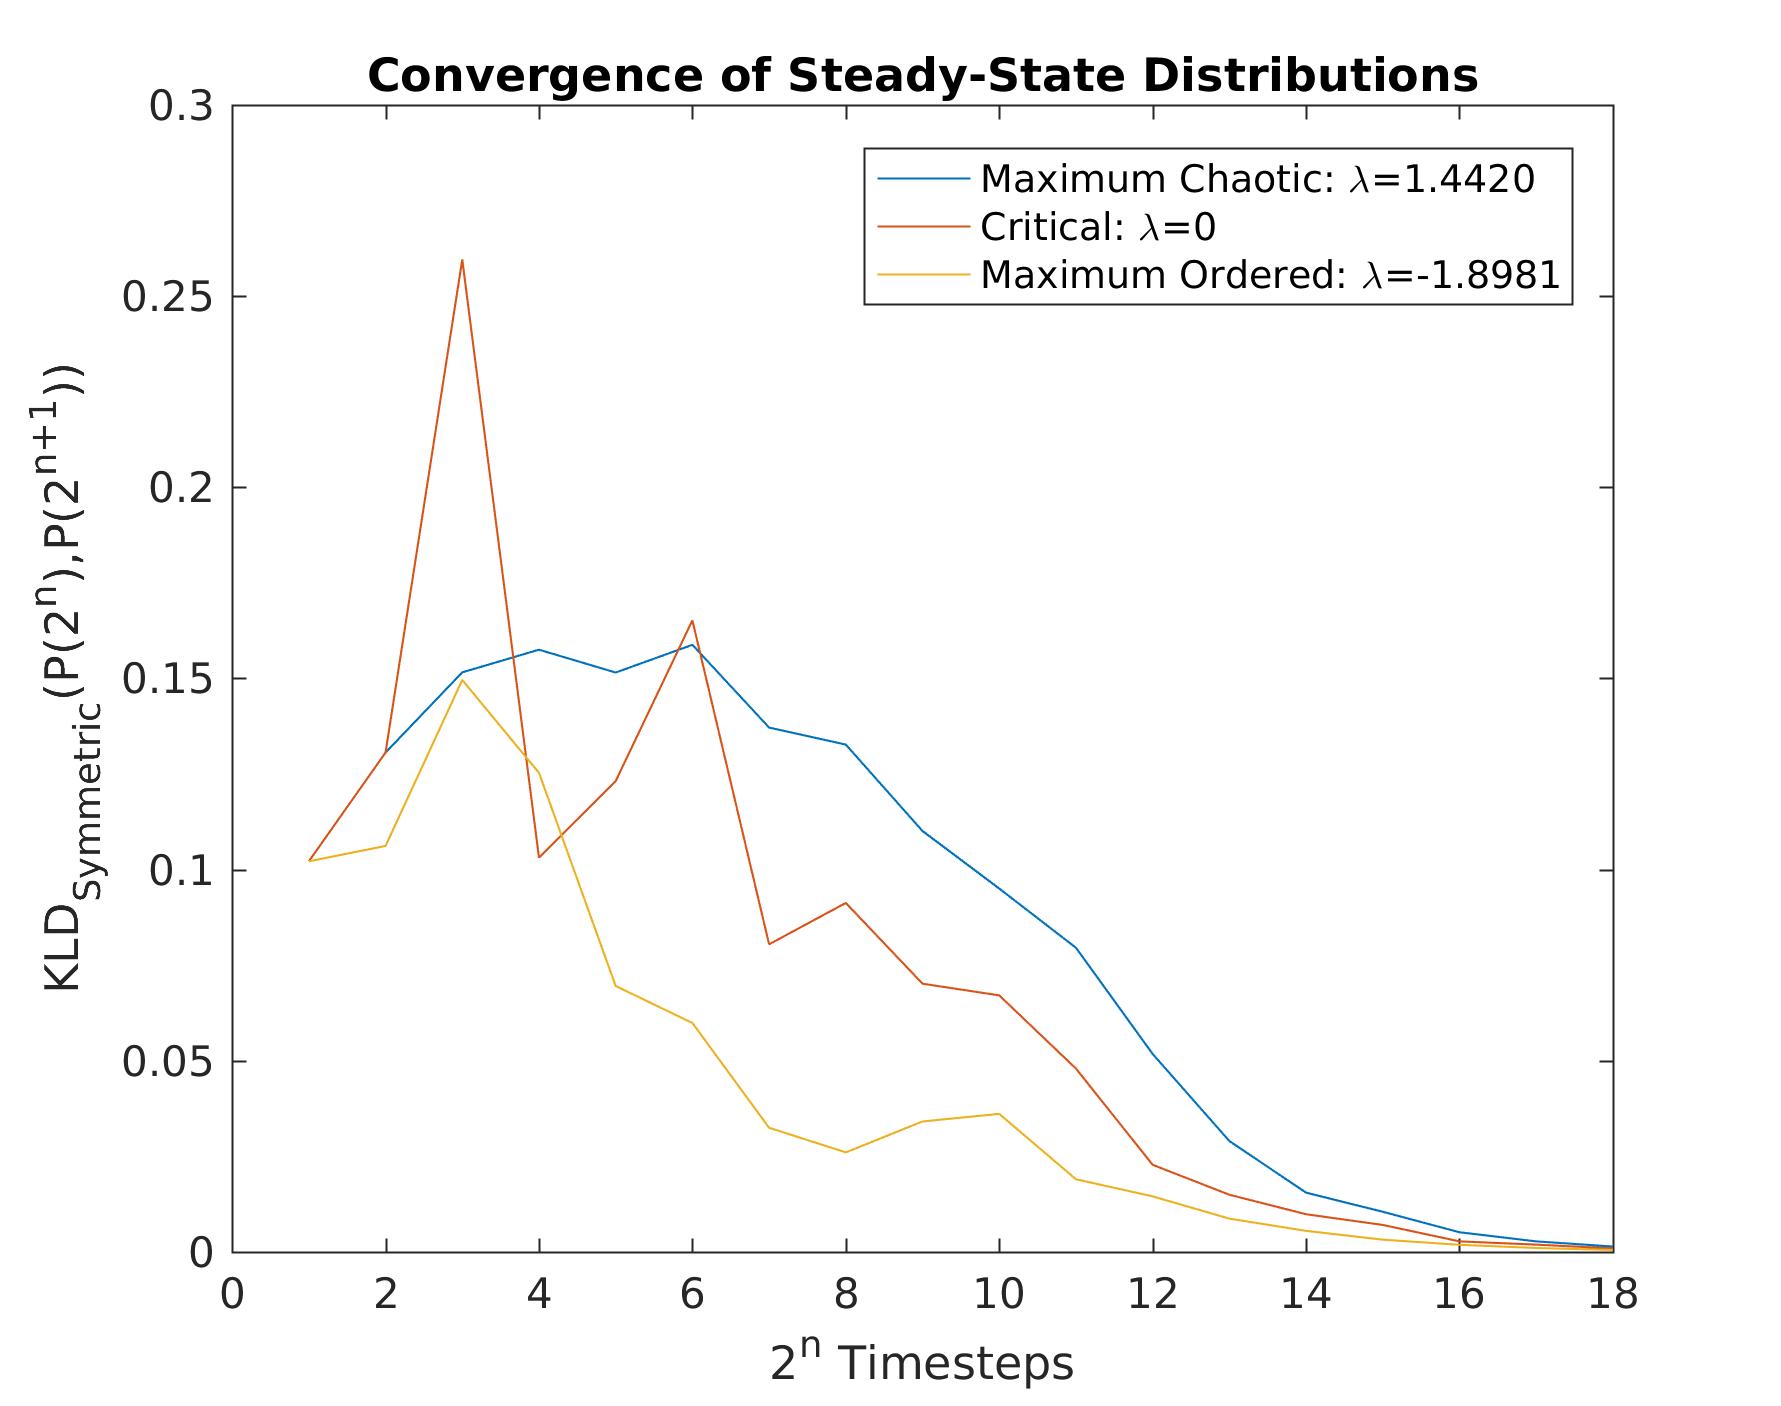 Convergence of Steady-State Distributions
0.3
0.25
0.2
0.15
0.1
0.05
0
Maximum Chaotic: λ=1.4420
Critical: λ=0
Maximum Ordered: λ=-1.8981
KLD_Symmetric(P(2^n),P(2^n+1))
0 2 4 6 8 10 12 14 16 18
2^n Timesteps